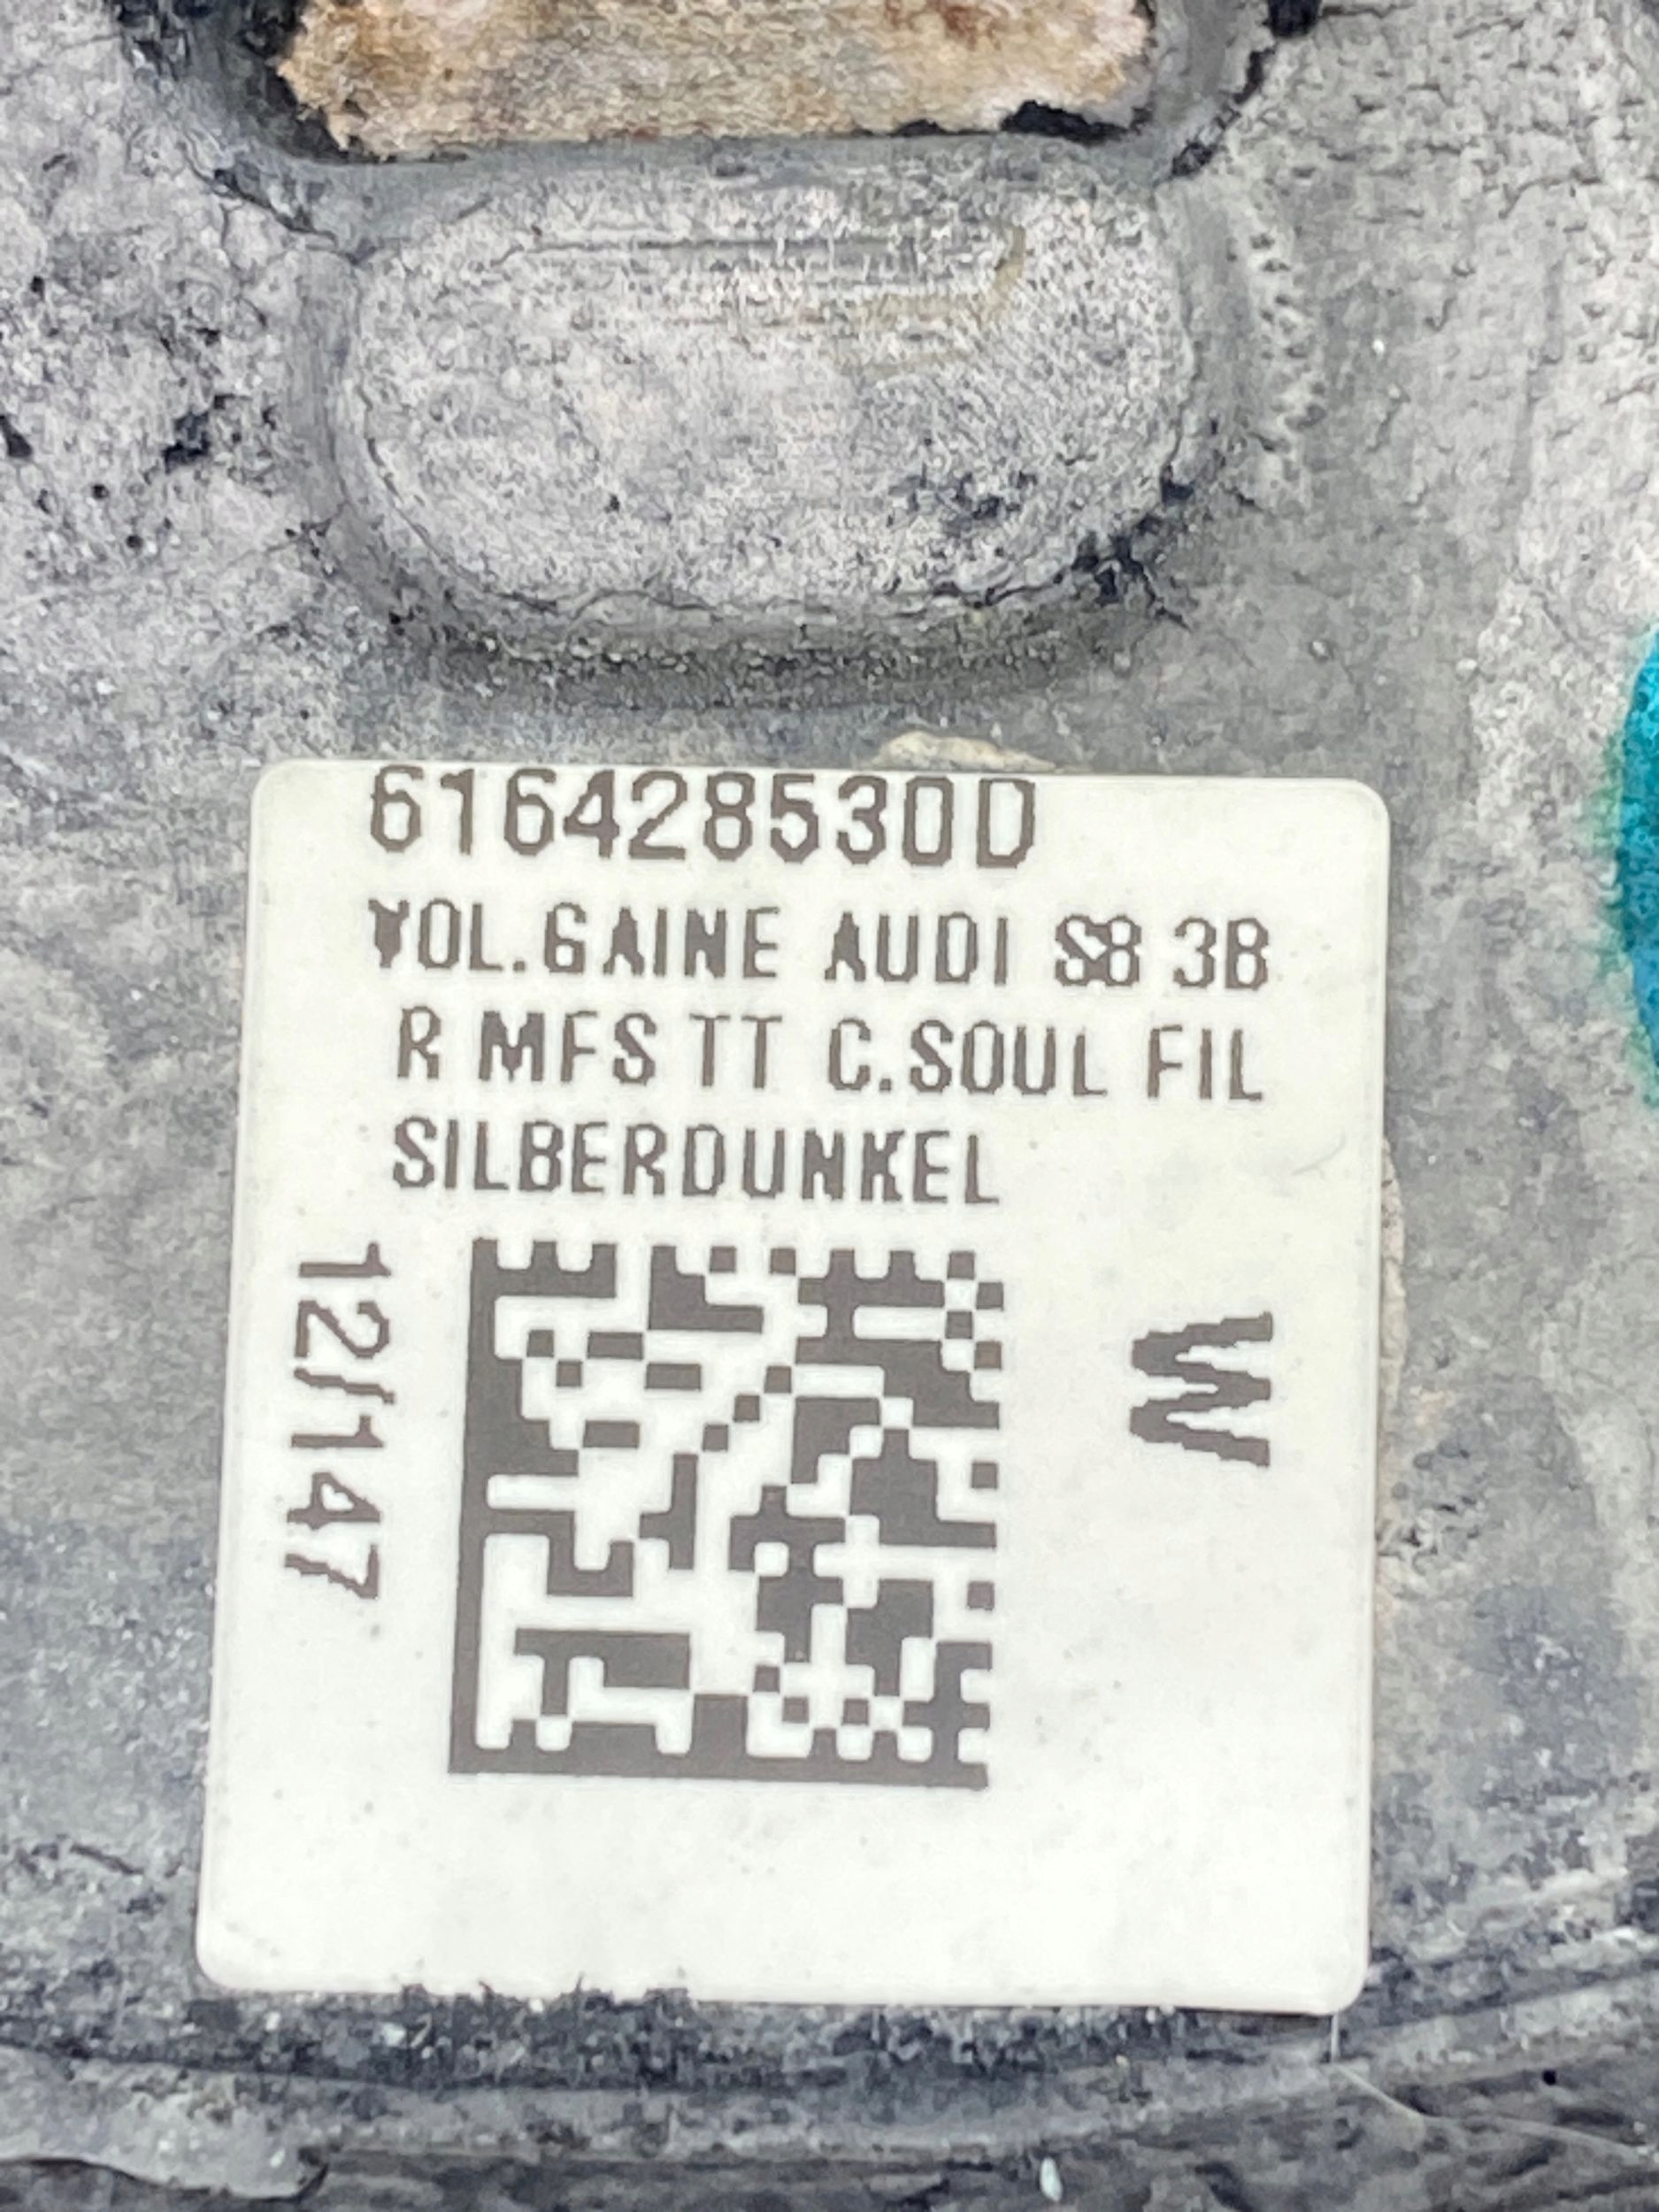 616428530D
VOL.GAINE AUDI S8 3B
R MFS TT C.SOUL FIL
SILBERDUNKEL
12/147
W